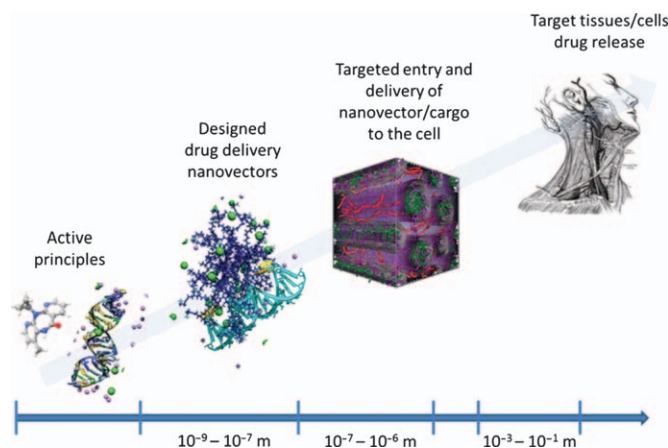 Target tissues/cells
drug release
Targeted entry and
delivery of
nanovector/cargo
to the cell
Designed
drug delivery
nanovectors
Active
principles
10⁻⁹ – 10⁻⁷ m
10⁻⁷ – 10⁻⁶ m
10⁻³ – 10⁻¹ m